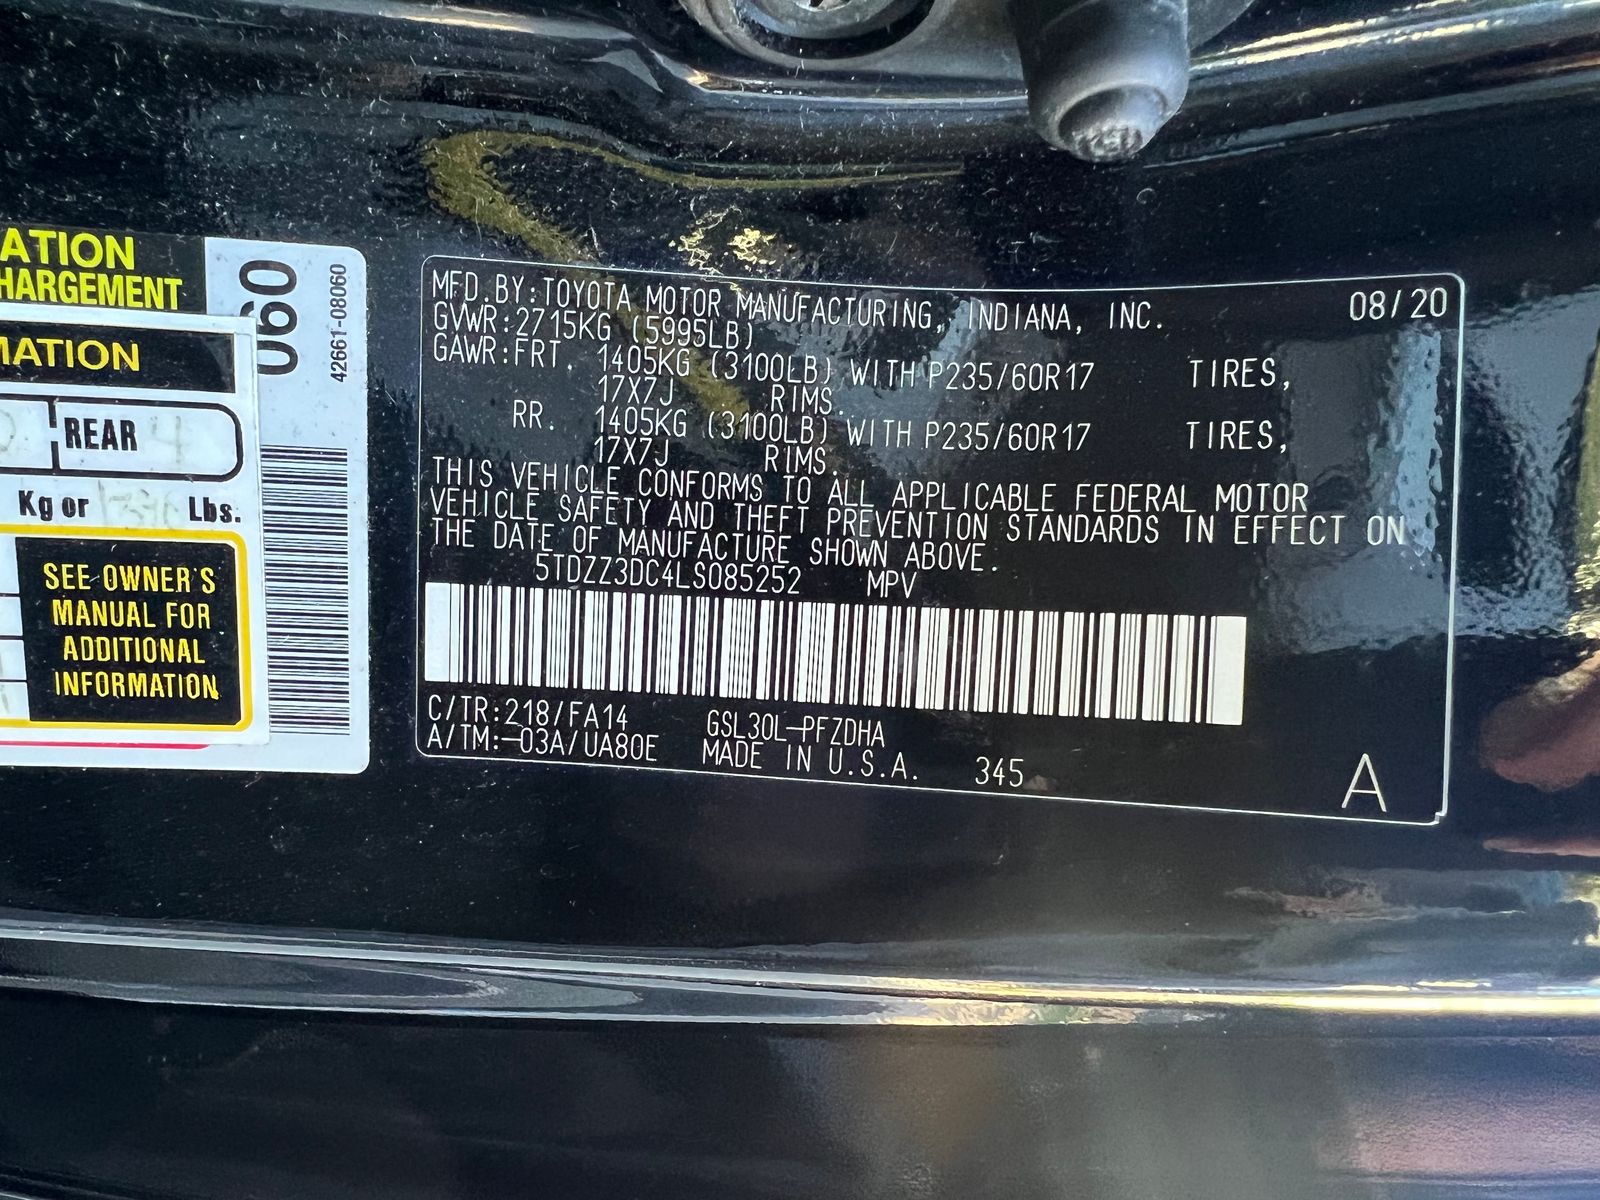 ATION
HARGEMENT
MATION
REAR 4
Kg or Lbs.
SEE OWNER'S
MANUAL FOR
ADDITIONAL
INFORMATION
060
42661-08060
MFD.BY:TOYOTA MOTOR MANUFACTURING, INDIANA, INC. 08/20
GVWR:2715KG (5995LB)
GAWR:FRT. 1405KG (3100LB) WITH P235/60R17 TIRES,
17X7J RIMS.
RR. 1405KG (3100LB) WITH P235/60R17 TIRES,
17X7J RIMS.
THIS VEHICLE CONFORMS TO ALL APPLICABLE FEDERAL MOTOR
VEHICLE SAFETY AND THEFT PREVENTION STANDARDS IN EFFECT ON
THE DATE OF MANUFACTURE SHOWN ABOVE.
5TDZZ3DC4LS085252 MPV
C/TR:218/FA14 GSL30L-PFZDHA
A/TM:-03A/UA80E MADE IN U.S.A. 345
A